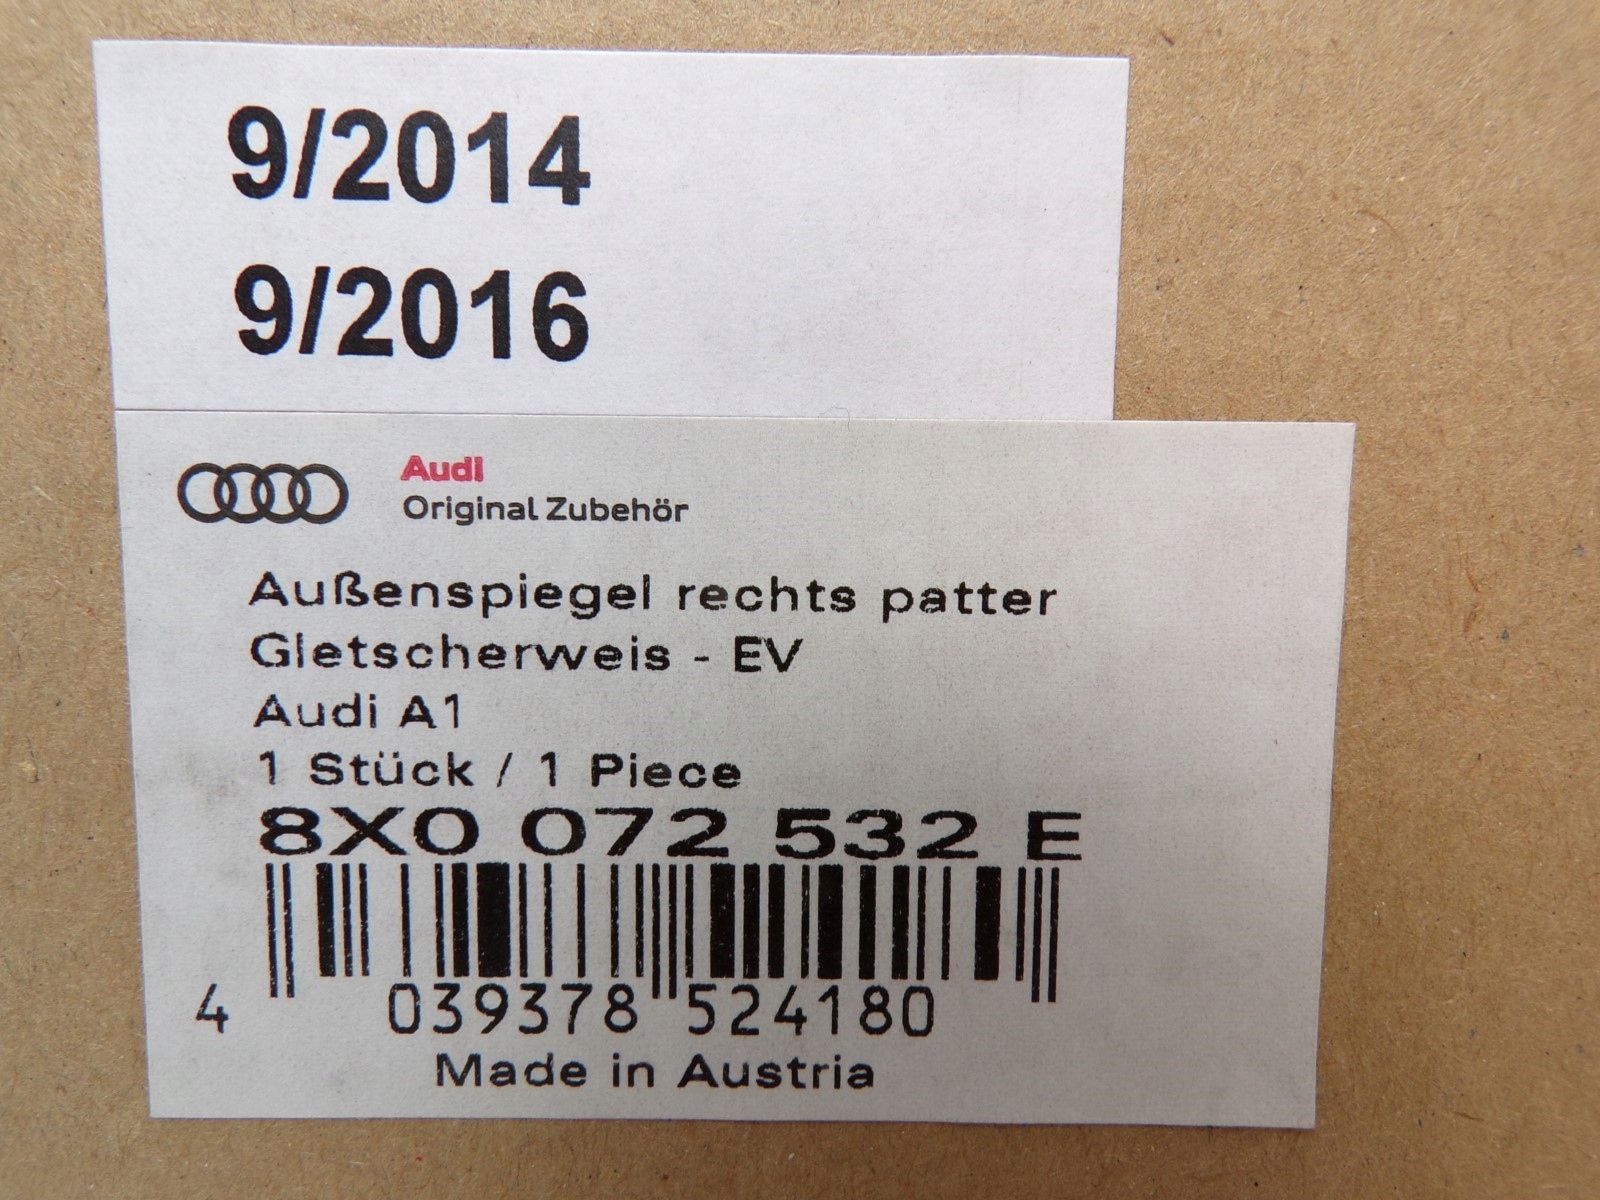 9/2014
9/2016
Audi
Original Zubehör
Außenspiegel rechts patter
Gletscherweis - EV
Audi A1
1 Stück / 1 Piece
8X0 072 532 E
4 039378 524180
Made in Austria